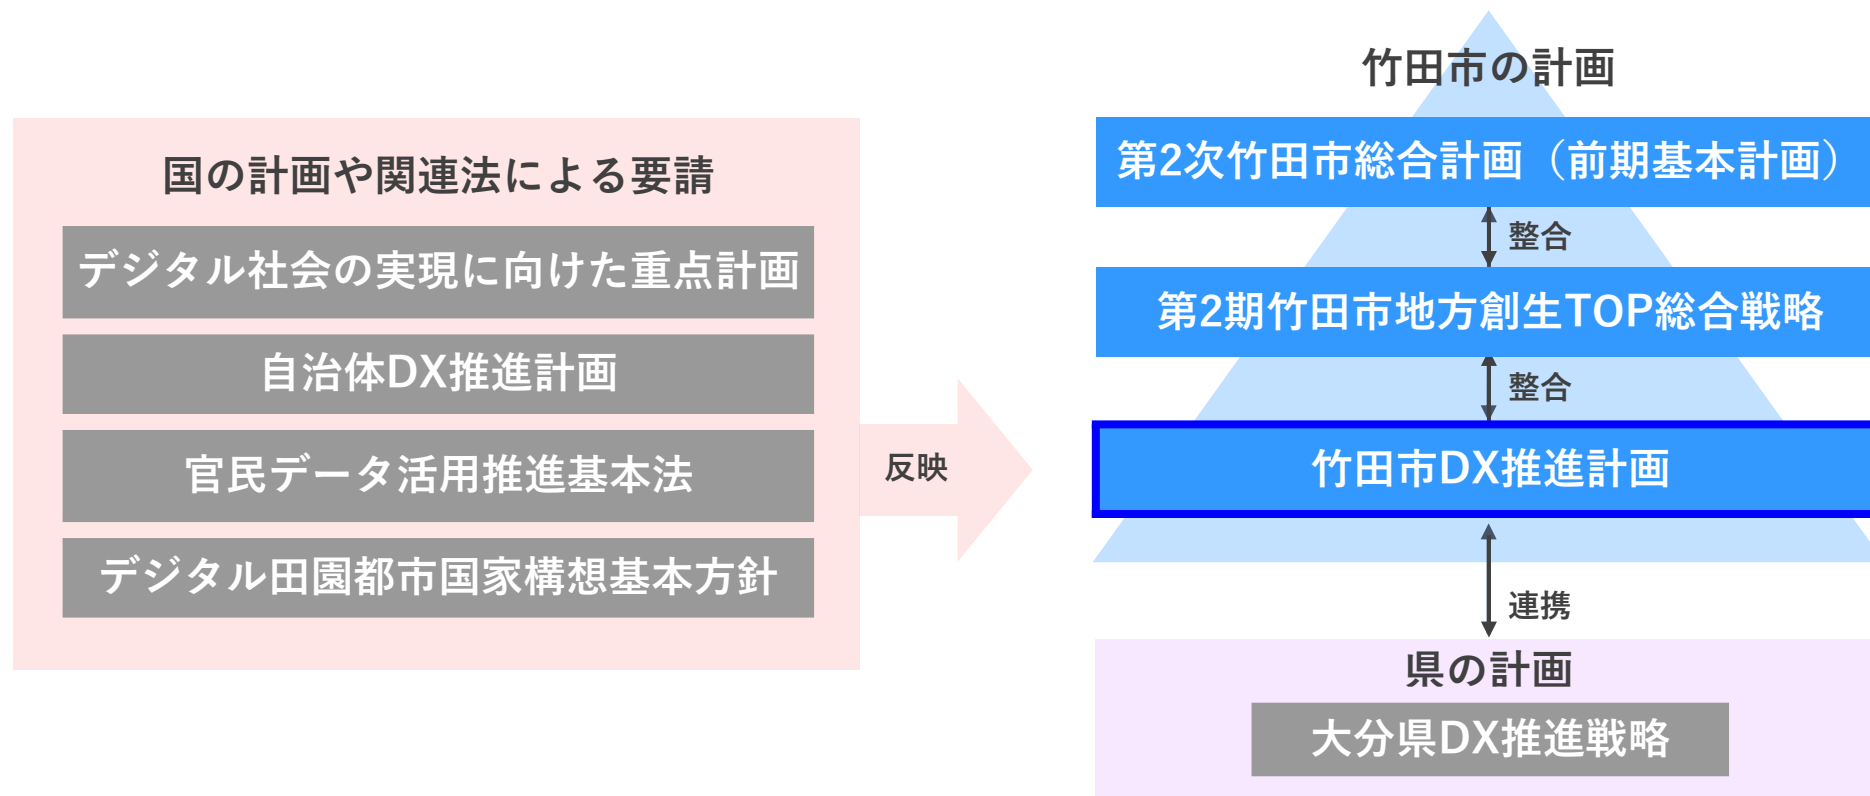 国の計画や関連法による要請
デジタル社会の実現に向けた重点計画
自治体DX推進計画
官民データ活用推進基本法
デジタル田園都市国家構想基本方針
反映
竹田市の計画
第2次竹田市総合計画（前期基本計画）
整合
第2期竹田市地方創生TOP総合戦略
整合
竹田市DX推進計画
連携
県の計画
大分県DX推進戦略